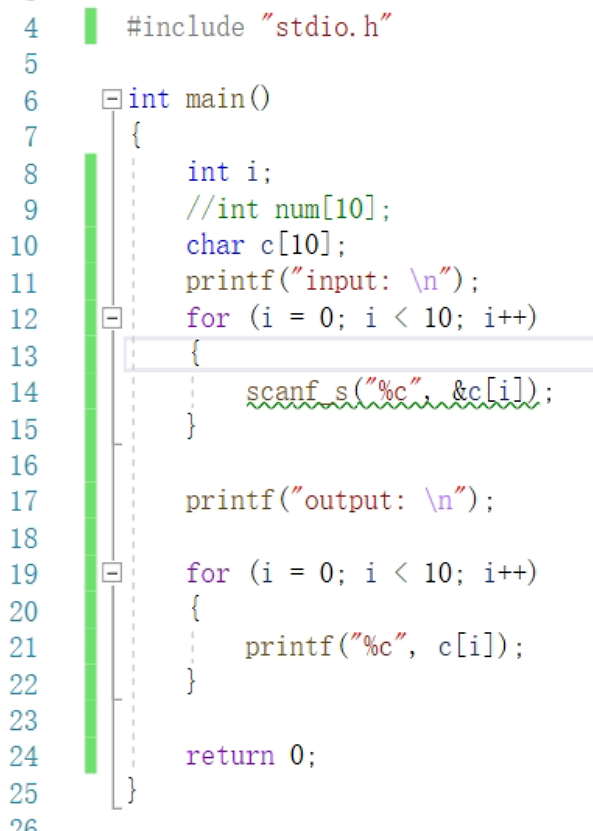 4 #include "stdio.h"
5
6 int main()
7 {
8 int i;
9 //int num[10];
10 char c[10];
11 printf("input: \n");
12 for (i = 0; i < 10; i++)
13 {
14 scanf_s("%c", &c[i]);
15 }
16
17 printf("output: \n");
18
19 for (i = 0; i < 10; i++)
20 {
21 printf("%c", c[i]);
22 }
23
24 return 0;
25 }
26